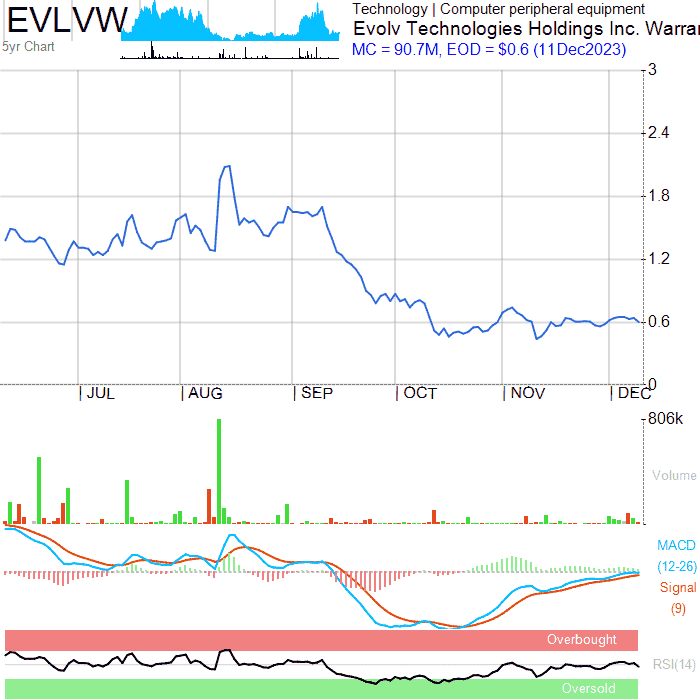 EVLVW
5yr Chart
Technology | Computer peripheral equipment
Evolv Technologies Holdings Inc. Warrar
MC = 90.7M, EOD = $0.6 (11Dec2023)
3
2.4
1.8
1.2
0.6
0
JUL AUG SEP OCT NOV DEC
806k
Volume
MACD
(12-26)
Signal
(9)
Overbought
RSI(14)
Oversold